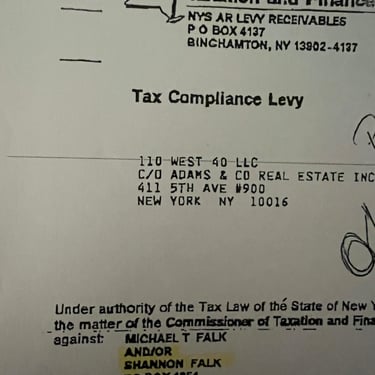 Taxation and Finance
NYS AR LEVY RECEIVABLES
P O BOX 4137
BINGHAMTON, NY 13902-4137
Tax Compliance Levy
110 WEST 40 LLC
C/O ADAMS & CO REAL ESTATE INC
411 5TH AVE #900
NEW YORK NY 10016
Under authority of the Tax Law of the State of New Y
the matter of the Commissioner of Taxation and Fina
against: MICHAEL T FALK
AND/OR
SHANNON FALK